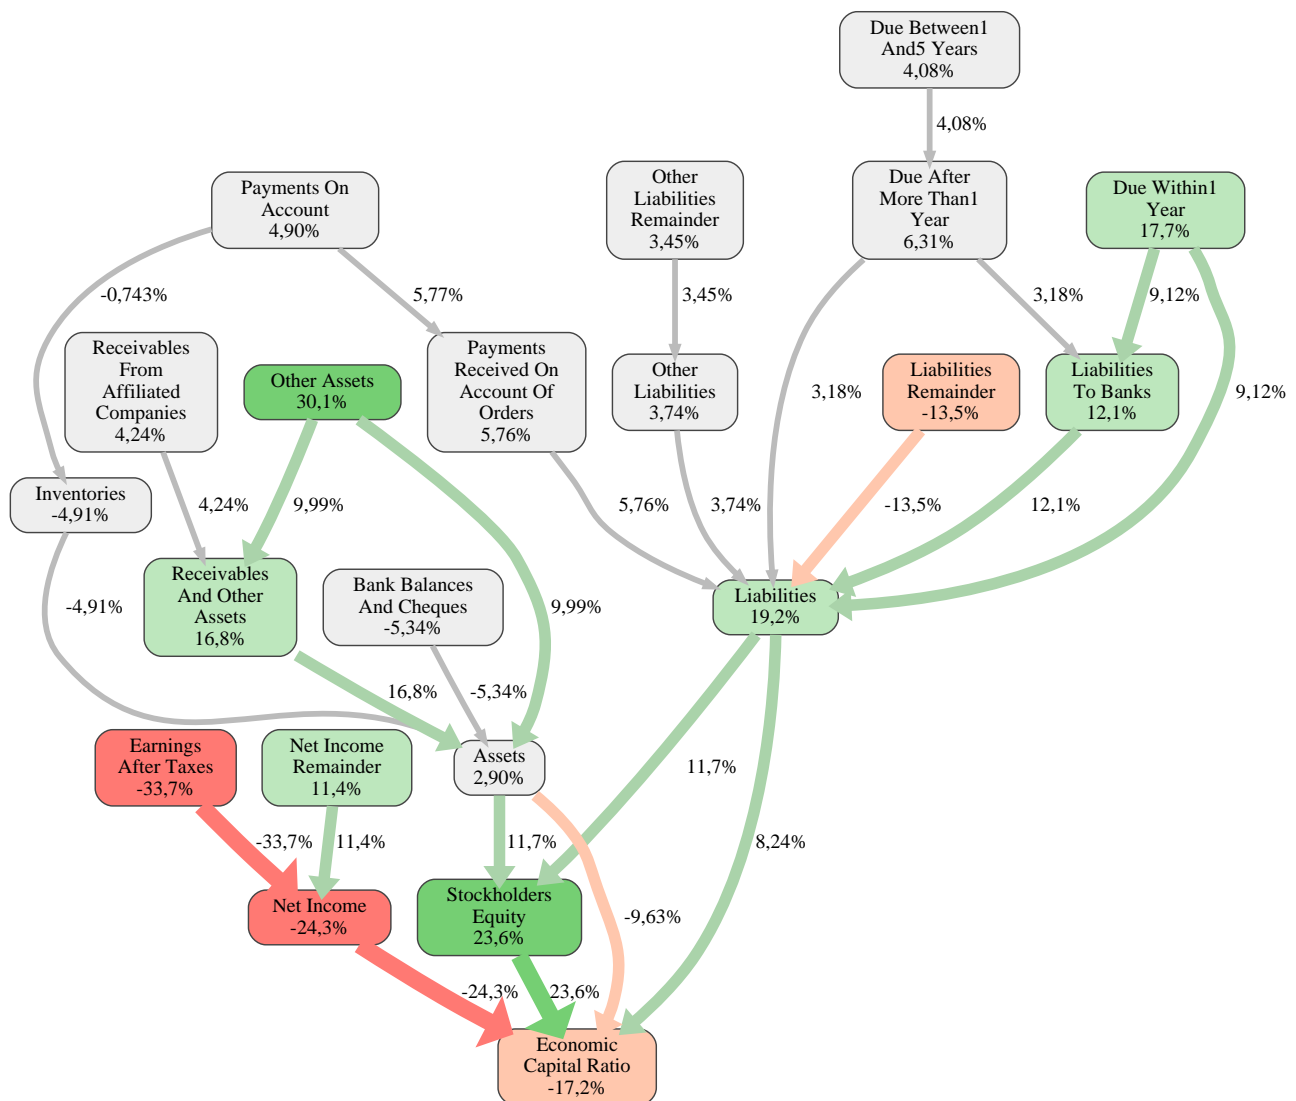 Due Between1
And5 Years
4,08%
4,08%
Payments On
Account
4,90%
Other
Liabilities
Remainder
3,45%
Due After
More Than1
Year
6,31%
Due Within1
Year
17,7%
-0,743%
5,77%
3,45%
3,18%
9,12%
Receivables
From
Affiliated
Companies
4,24%
Other Assets
30,1%
Payments
Received On
Account Of
Orders
5,76%
Other
Liabilities
3,74%
3,18%
Liabilities
Remainder
-13,5%
Liabilities
To Banks
12,1%
9,12%
Inventories
-4,91%
4,24%
9,99%
5,76%
3,74%
-13,5%
12,1%
-4,91%
Receivables
And Other
Assets
16,8%
Bank Balances
And Cheques
-5,34%
9,99%
Liabilities
19,2%
16,8%
-5,34%
Earnings
After Taxes
-33,7%
Net Income
Remainder
11,4%
Assets
2,90%
11,7%
-33,7%
11,4%
11,7%
8,24%
Net Income
-24,3%
Stockholders
Equity
23,6%
-9,63%
-24,3%
23,6%
Economic
Capital Ratio
-17,2%